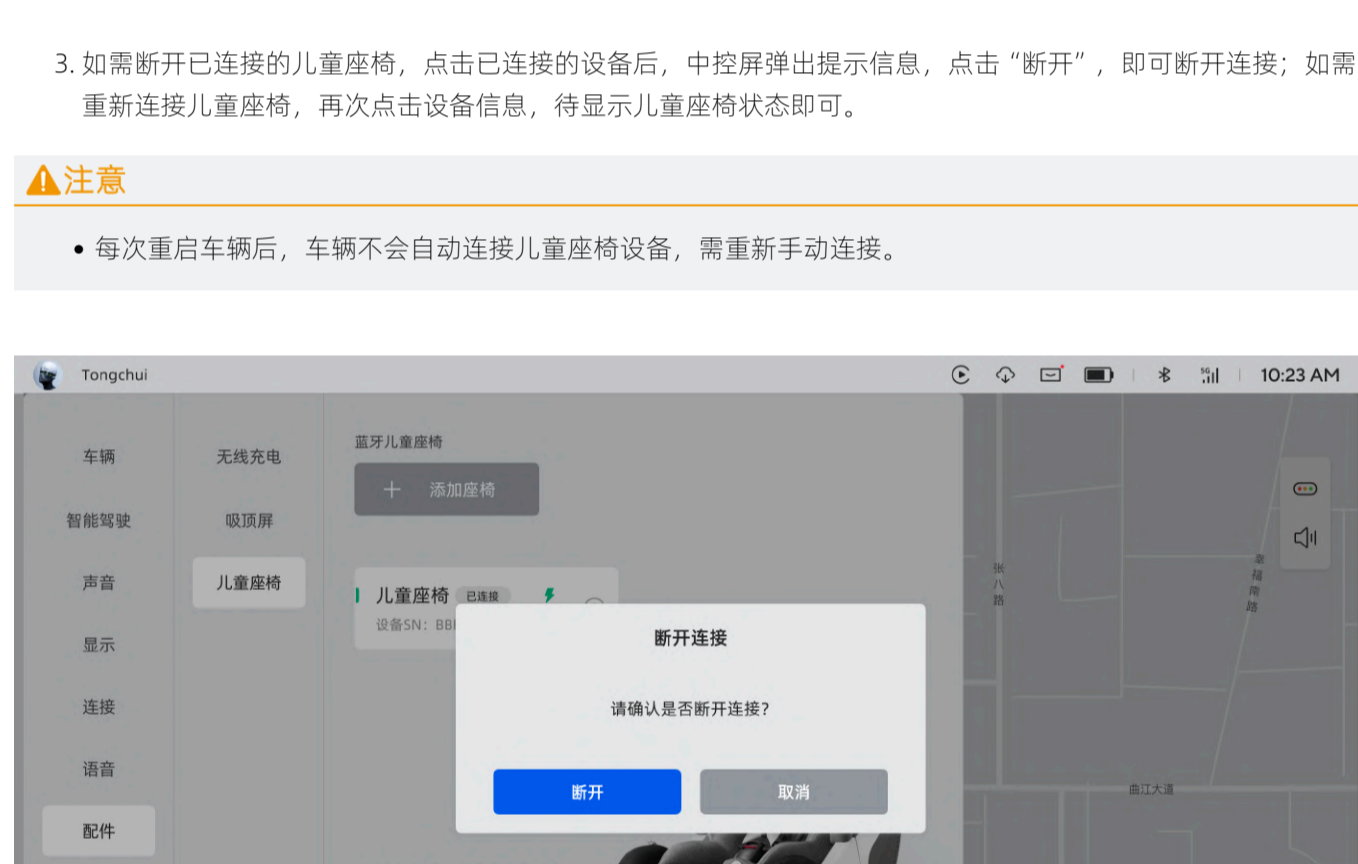 3. 如需断开已连接的儿童座椅，点击已连接的设备后，中控屏弹出提示信息，点击“断开”，即可断开连接；如需
重新连接儿童座椅，再次点击设备信息，待显示儿童座椅状态即可。
注意
• 每次重启车辆后，车辆不会自动连接儿童座椅设备，需重新手动连接。
Tongchui
5G
10:23 AM
车辆
智能驾驶
声音
显示
连接
语音
配件
无线充电
吸顶屏
儿童座椅
蓝牙儿童座椅
+ 添加座椅
儿童座椅 已连接
设备SN：
断开连接
请确认是否断开连接?
断开
取消
张八路
幸福南路
曲江大道